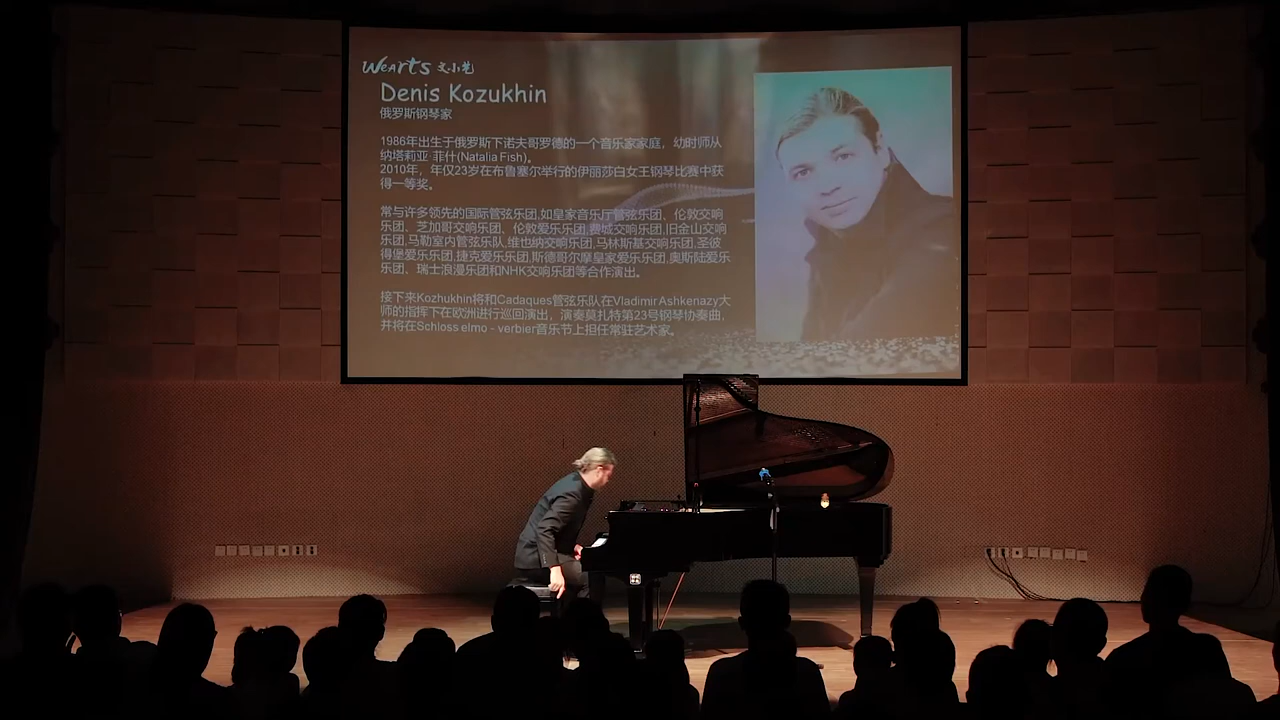 WeArts 文小艺
Denis Kozukhin
俄罗斯钢琴家
1986年出生于俄罗斯下诺夫哥罗德的一个音乐家家庭，幼时师从
纳塔莉亚·菲什(Natalia Fish)。
2010年，年仅23岁在布鲁塞尔举行的伊丽莎白女王钢琴比赛中获
得一等奖。
常与许多领先的国际管弦乐团,如皇家音乐厅管弦乐团、伦敦交响
乐团、芝加哥交响乐团、伦敦爱乐乐团,费城交响乐团,旧金山交响
乐团,马勒室内管弦乐队,维也纳交响乐团,马林斯基交响乐团,圣彼
得堡爱乐乐团,捷克爱乐乐团,斯德哥尔摩皇家爱乐乐团,奥斯陆爱乐
乐团、瑞士浪漫乐团和NHK交响乐团等合作演出。
接下来Kozhukhin将和Cadaques管弦乐队在Vladimir Ashkenazy大
师的指挥下在欧洲进行巡回演出，演奏莫扎特第23号钢琴协奏曲,
并将在Schloss elmo - verbier音乐节上担任常驻艺术家。